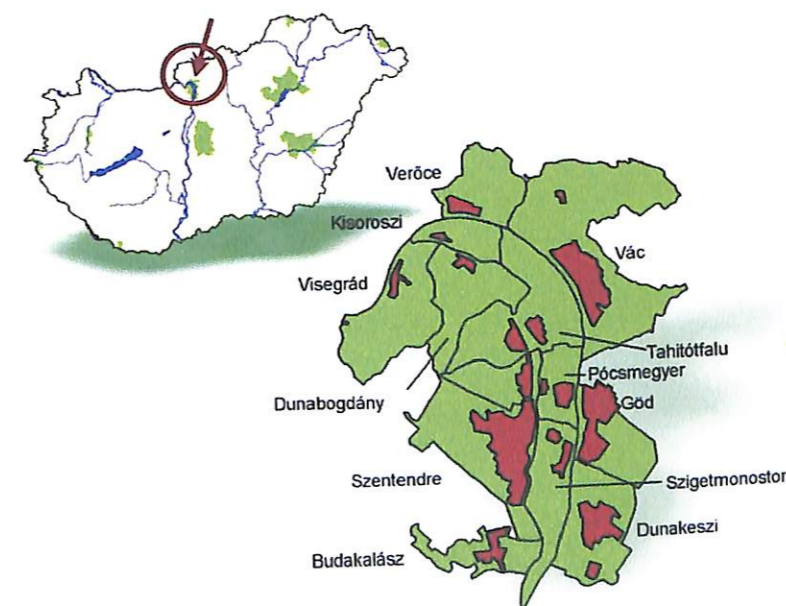 Verőce
Kisoroszi
Vác
Visegrád
Tahitótfalu
Pócsmegyer
Dunabogdány
Göd
Szentendre
Szigetmonostor
Dunakeszi
Budakalász